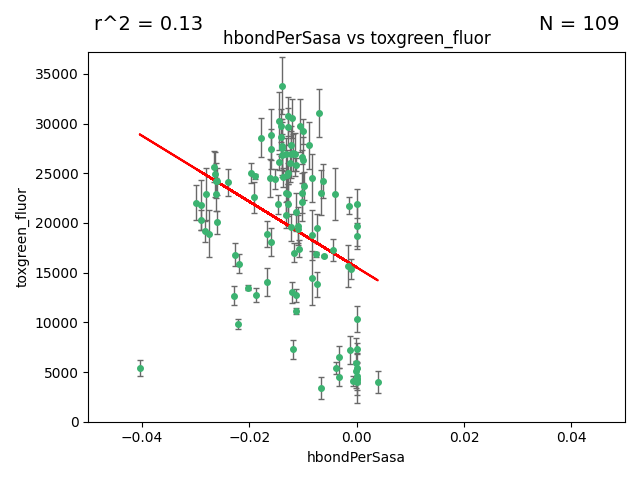 r^2 = 0.13
N = 109
hbondPerSasa vs toxgreen_fluor
35000
30000
25000
20000
15000
10000
5000
0
toxgreen_fluor
−0.04
−0.02
0.00
0.02
0.04
hbondPerSasa